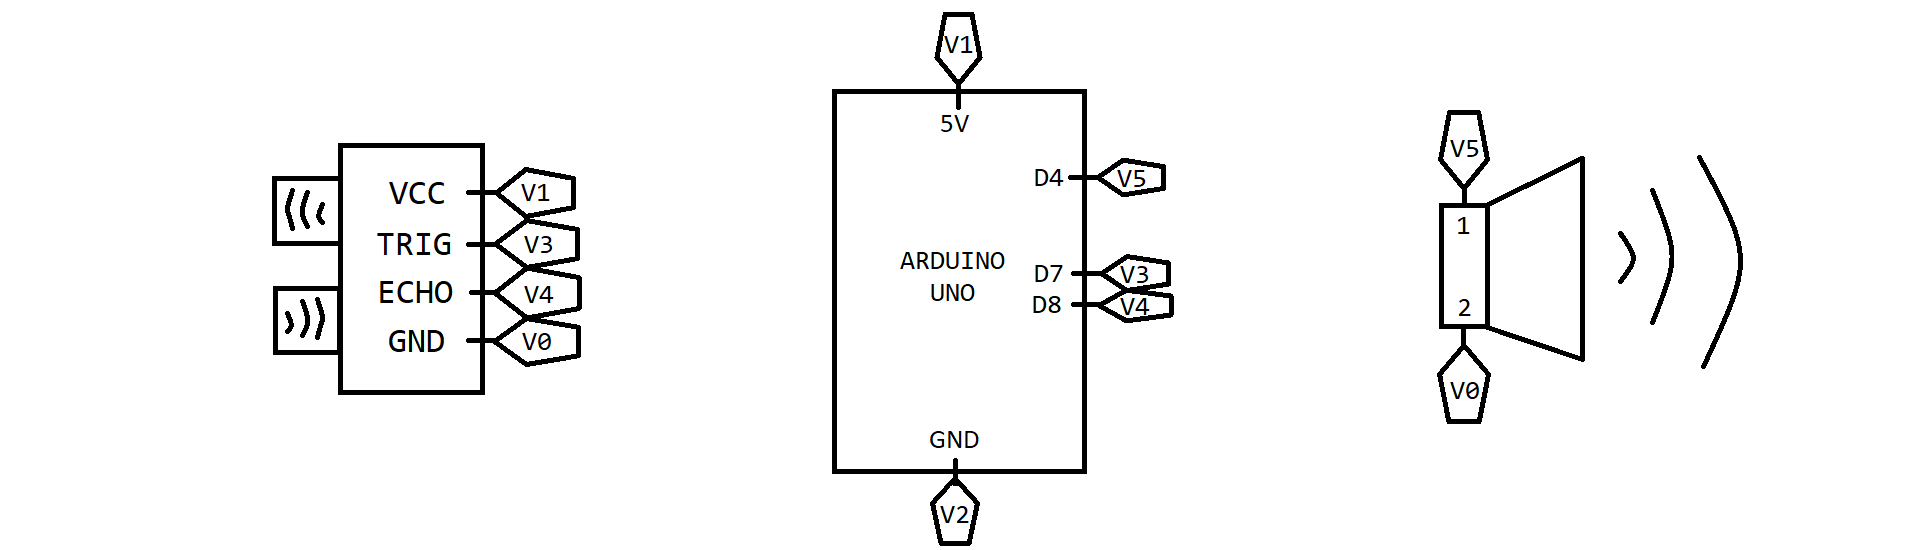 VCC V1
TRIG V3
ECHO V4
GND V0
V1
5V
D4 V5
ARDUINO
UNO
D7 V3
D8 V4
GND
V2
V5
1
2
V0